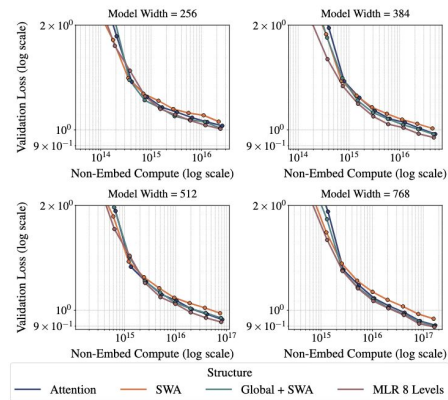 Model Width = 256
Model Width = 384
Validation Loss (log scale)
2 × 10⁰
10⁰
9 × 10⁻¹
10¹⁴
10¹⁵
10¹⁶
Non-Embed Compute (log scale)
2 × 10⁰
10⁰
9 × 10⁻¹
10¹⁴
10¹⁵
10¹⁶
Non-Embed Compute (log scale)
Model Width = 512
Model Width = 768
Validation Loss (log scale)
2 × 10⁰
10⁰
9 × 10⁻¹
10¹⁵
10¹⁶
10¹⁷
Non-Embed Compute (log scale)
2 × 10⁰
10⁰
9 × 10⁻¹
10¹⁵
10¹⁶
10¹⁷
Non-Embed Compute (log scale)
Structure
Attention SWA Global + SWA MLR 8 Levels